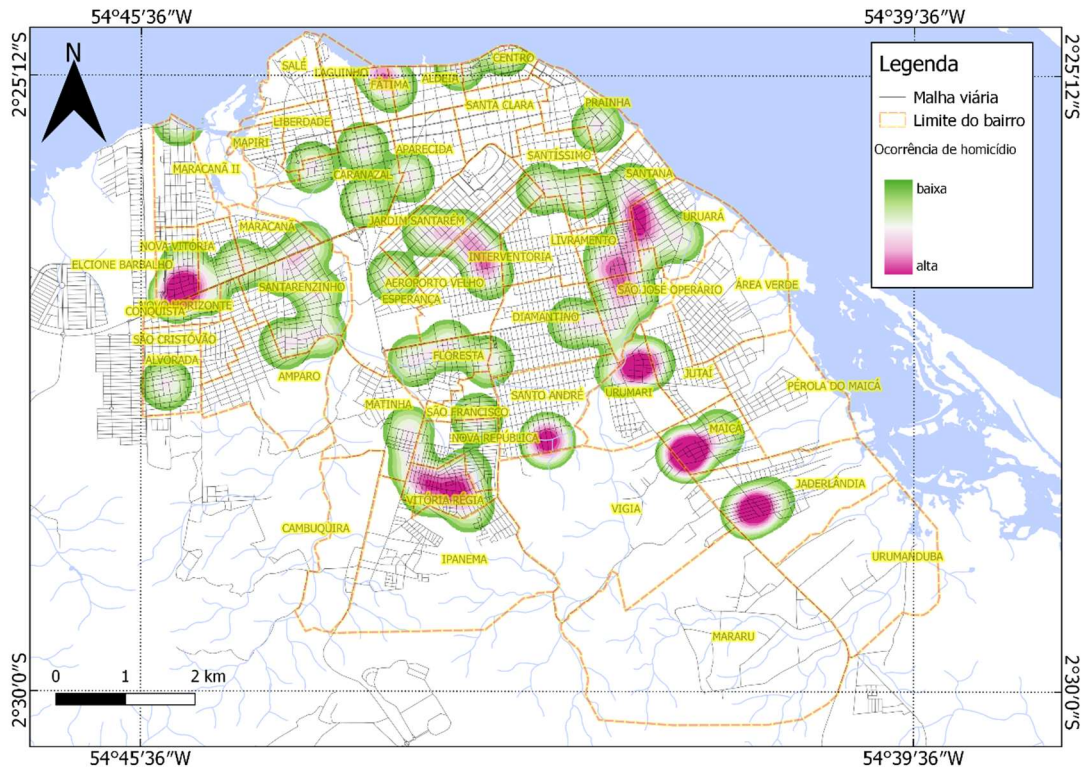 54°45'36"W
54°39'36"W
2°25'12"S
2°25'12"S
N
Legenda
Malha viária
Limite do bairro
Ocorrência de homicídio
baixa
alta
CENTRO
SALÉ
LAGUINHO
ALDEIA
FÁTIMA
SANTA CLARA
PRAINHA
LIBERDADE
MAPIRI
APARECIDA
SANTÍSSIMO
MARACANÃ II
CARANAZAL
SANTANA
JARDIM SANTARÉM
URUARÁ
MARACANÃ
LIVRAMENTO
NOVA VITÓRIA
INTERVENTORIA
ELCIONE BARBALHO
AEROPORTO VELHO
SANTARENZINHO
SÃO JOSÉ OPERÁRIO
ÁREA VERDE
ESPERANÇA
NOVO HORIZONTE
CONQUISTA
DIAMANTINO
SÃO CRISTÓVÃO
FLORESTA
ALVORADA
JUTAÍ
AMPARO
PÉROLA DO MAICÁ
URUMARI
SANTO ANDRÉ
MATINHA
SÃO FRANCISCO
MAICÁ
NOVA REPÚBLICA
JADERLÂNDIA
VITÓRIA RÉGIA
VIGIA
CAMBUQUIRA
IPANEMA
URUMANDUBA
MARARU
0 1 2 km
2°30'0"S
2°30'0"S
54°45'36"W
54°39'36"W